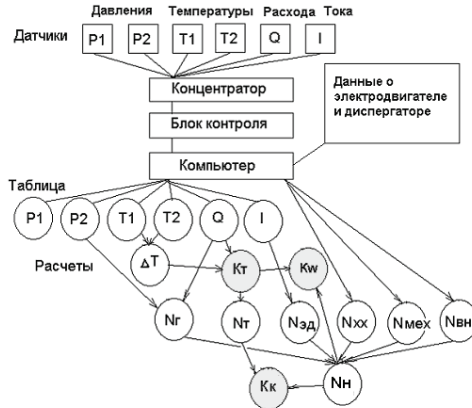 Давления Температуры Расхода Тока
Датчики P1 P2 T1 T2 Q I
Концентратор
Данные о
электродвигателе
и диспергаторе
Блок контроля
Компьютер
Таблица
P1 P2 T1 T2 Q I
Расчеты ΔT Kт Kw
Nг Nт Nэд Nхх Nмех Nвн
Kк Nн